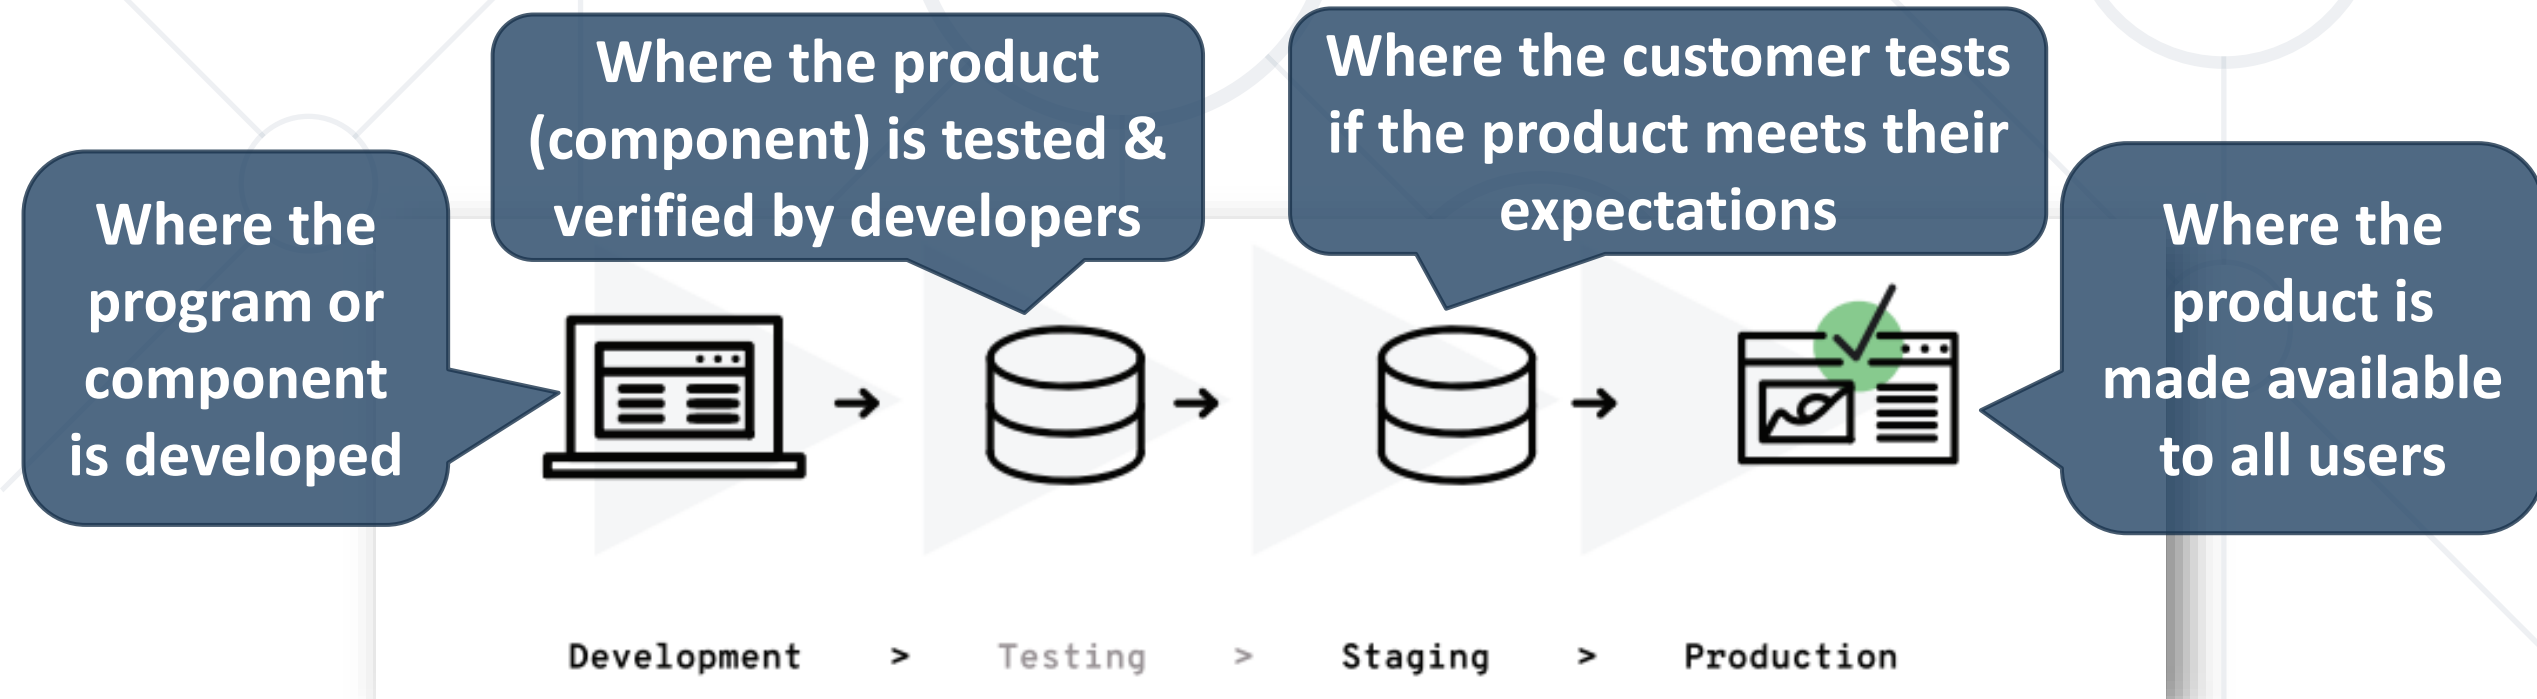 Where the
program or
component
is developed
Where the product
(component) is tested &
verified by developers
Where the customer tests
if the product meets their
expectations
Where the
product is
made available
to all users
Development > Testing > Staging > Production